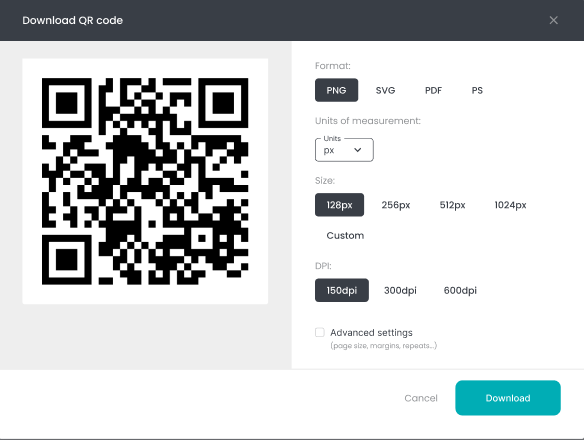 Download QR code
Format:
PNG SVG PDF PS
Units of measurement:
Units
px
Size:
128px 256px 512px 1024px
Custom
DPI:
150dpi 300dpi 600dpi
Advanced settings
(page size, margins, repeats...)
Cancel Download